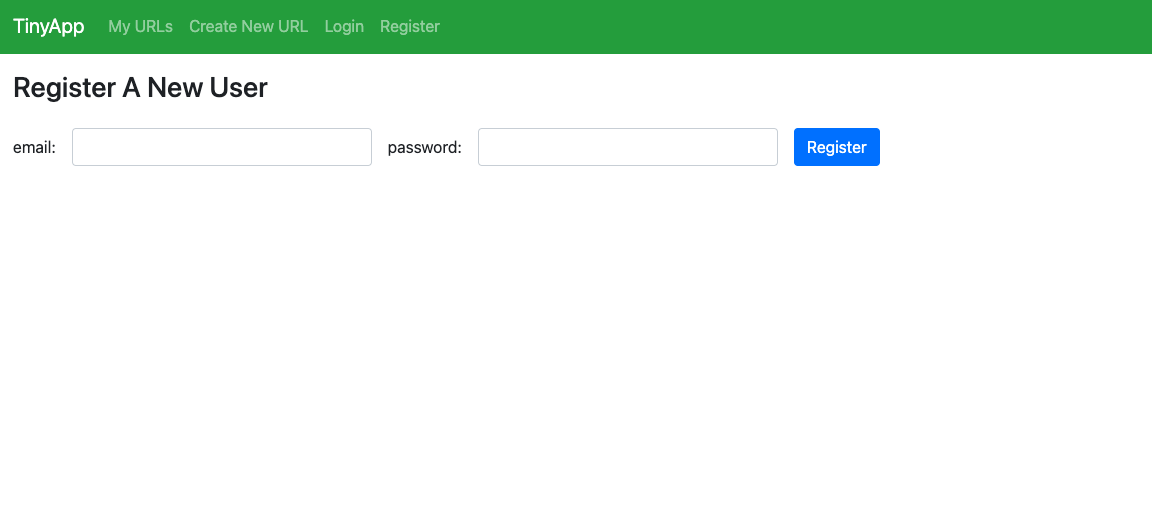 TinyApp My URLs Create New URL Login Register
Register A New User
email: password: Register